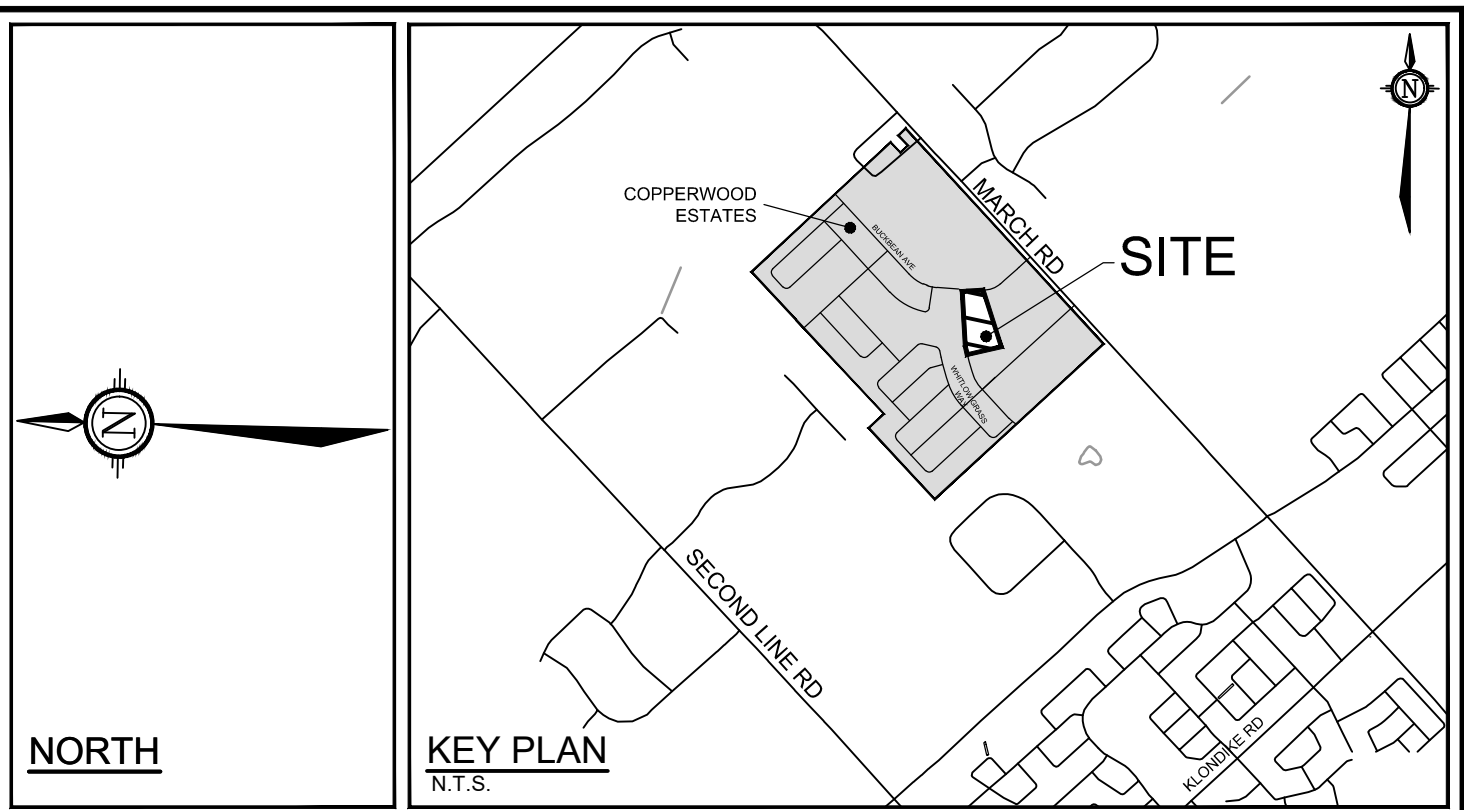 N
NORTH
N
COPPERWOOD
ESTATES
MARCH RD
BUCKBEAN AVE
SITE
WHITLOW GRASS
WAY
SECOND LINE RD
KLONDIKE RD
KEY PLAN
N.T.S.